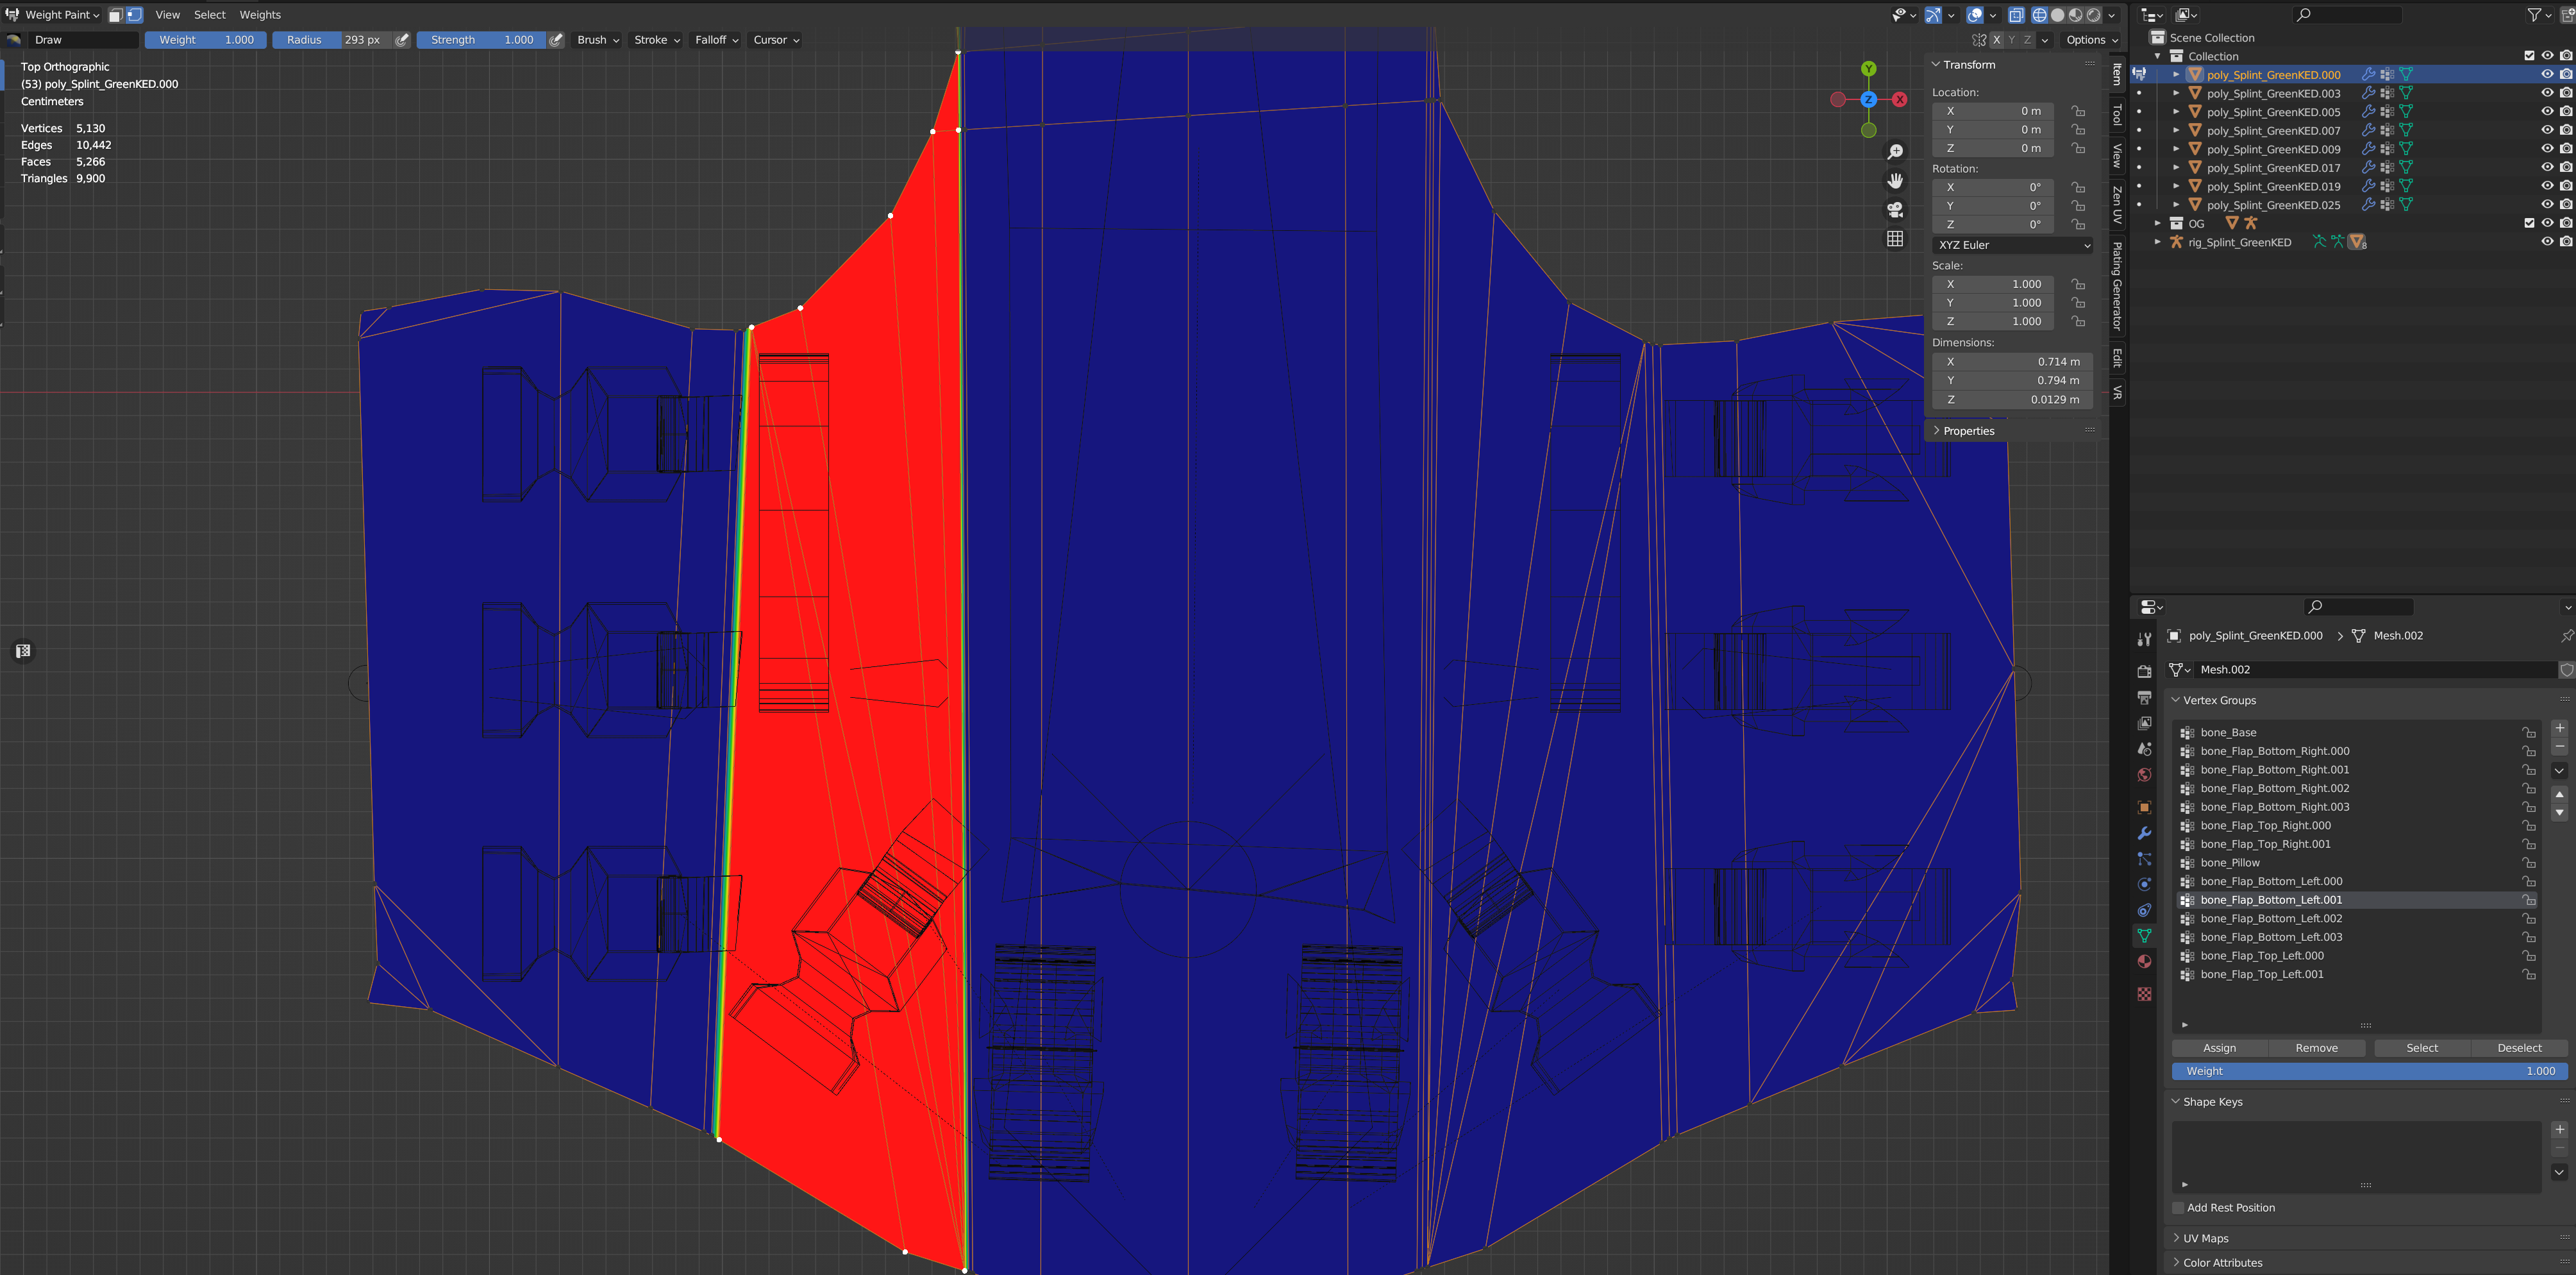 Weight Paint View Select Weights
Draw Weight 1.000 Radius 293 px Strength 1.000 Brush Stroke Falloff Cursor X Y Z Options
Top Orthographic
(53) poly_Splint_GreenKED.000
Centimeters
Vertices 5,130
Edges 10,442
Faces 5,266
Triangles 9,900
Y
Z
X
Transform
Location:
X 0 m
Y 0 m
Z 0 m
Rotation:
X 0°
Y 0°
Z 0°
XYZ Euler
Scale:
X 1.000
Y 1.000
Z 1.000
Dimensions:
X 0.714 m
Y 0.794 m
Z 0.0129 m
Properties
Item
Tool
View
Zen UV
Plating Generator
Edit
VR
Scene Collection
Collection
poly_Splint_GreenKED.000
poly_Splint_GreenKED.003
poly_Splint_GreenKED.005
poly_Splint_GreenKED.007
poly_Splint_GreenKED.009
poly_Splint_GreenKED.017
poly_Splint_GreenKED.019
poly_Splint_GreenKED.025
OG
rig_Splint_GreenKED 8
poly_Splint_GreenKED.000 Mesh.002
Mesh.002
Vertex Groups
bone_Base
bone_Flap_Bottom_Right.000
bone_Flap_Bottom_Right.001
bone_Flap_Bottom_Right.002
bone_Flap_Bottom_Right.003
bone_Flap_Top_Right.000
bone_Flap_Top_Right.001
bone_Pillow
bone_Flap_Bottom_Left.000
bone_Flap_Bottom_Left.001
bone_Flap_Bottom_Left.002
bone_Flap_Bottom_Left.003
bone_Flap_Top_Left.000
bone_Flap_Top_Left.001
Assign Remove Select Deselect
Weight 1.000
Shape Keys
Add Rest Position
UV Maps
Color Attributes